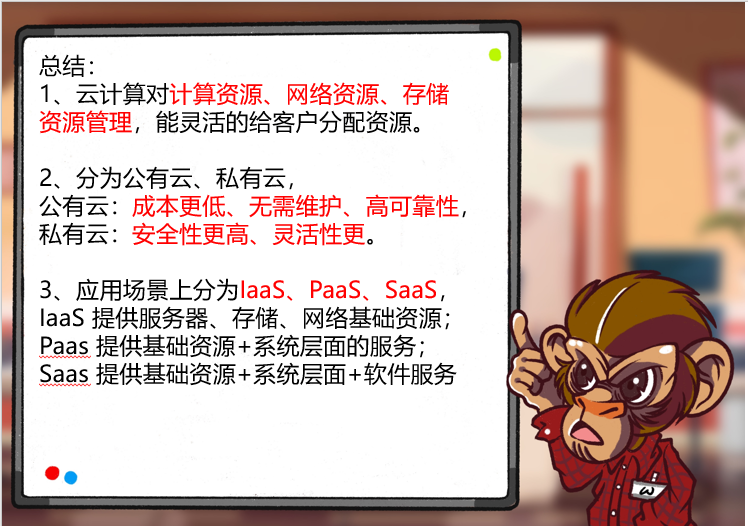 总结：
1、云计算对计算资源、网络资源、存储
资源管理，能灵活的给客户分配资源。
2、分为公有云、私有云，
公有云：成本更低、无需维护、高可靠性，
私有云：安全性更高、灵活性更。
3、应用场景上分为IaaS、PaaS、SaaS，
IaaS 提供服务器、存储、网络基础资源；
Paas 提供基础资源+系统层面的服务；
Saas 提供基础资源+系统层面+软件服务
ω